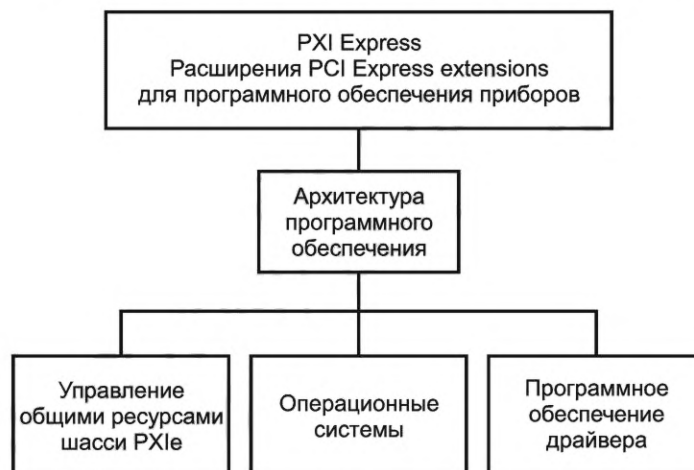 PXI Express
Расширения PCI Express extensions
для программного обеспечения приборов
Архитектура
программного
обеспечения
Управление
общими ресурсами
шасси PXIe
Операционные
системы
Программное
обеспечение
драйвера